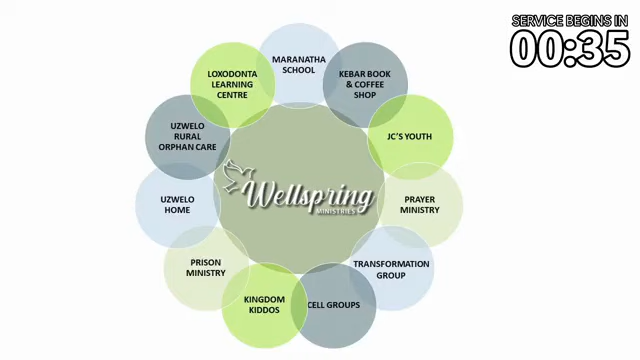 SERVICE BEGINS IN
00:35
MARANATHA
SCHOOL
KEBAR BOOK
& COFFEE
SHOP
JC'S YOUTH
PRAYER
MINISTRY
TRANSFORMATION
GROUP
CELL GROUPS
KINGDOM
KIDDOS
PRISON
MINISTRY
UZWELO
HOME
UZWELO
RURAL
ORPHAN CARE
LOXODONTA
LEARNING
CENTRE
Wellspring
MINISTRIES